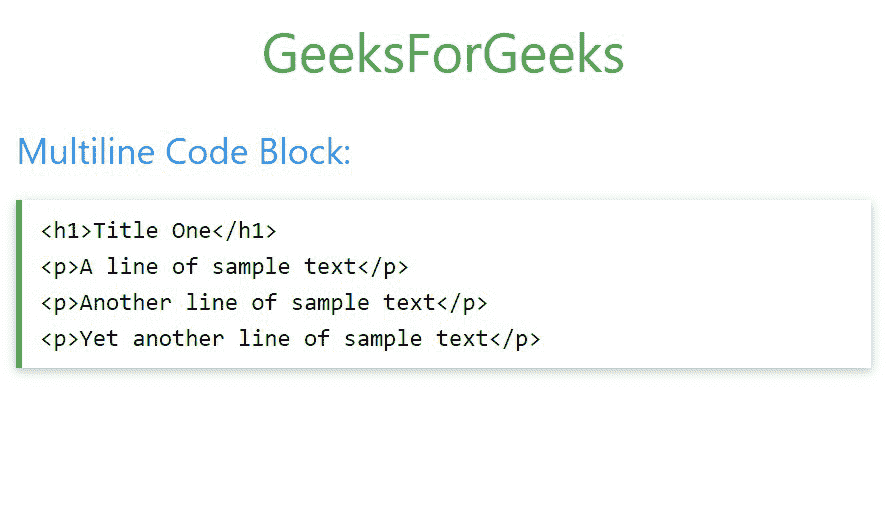 GeeksForGeeks
Multiline Code Block:
<h1>Title One</h1>
<p>A line of sample text</p>
<p>Another line of sample text</p>
<p>Yet another line of sample text</p>